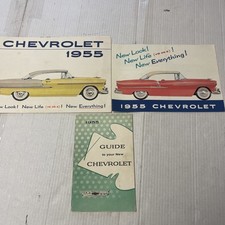 CHEVROLET
1955
New Look! New Life New Everything!
New Look!
New Life
New Everything!
1955 CHEVROLET
1955
GUIDE
to your New
CHEVROLET